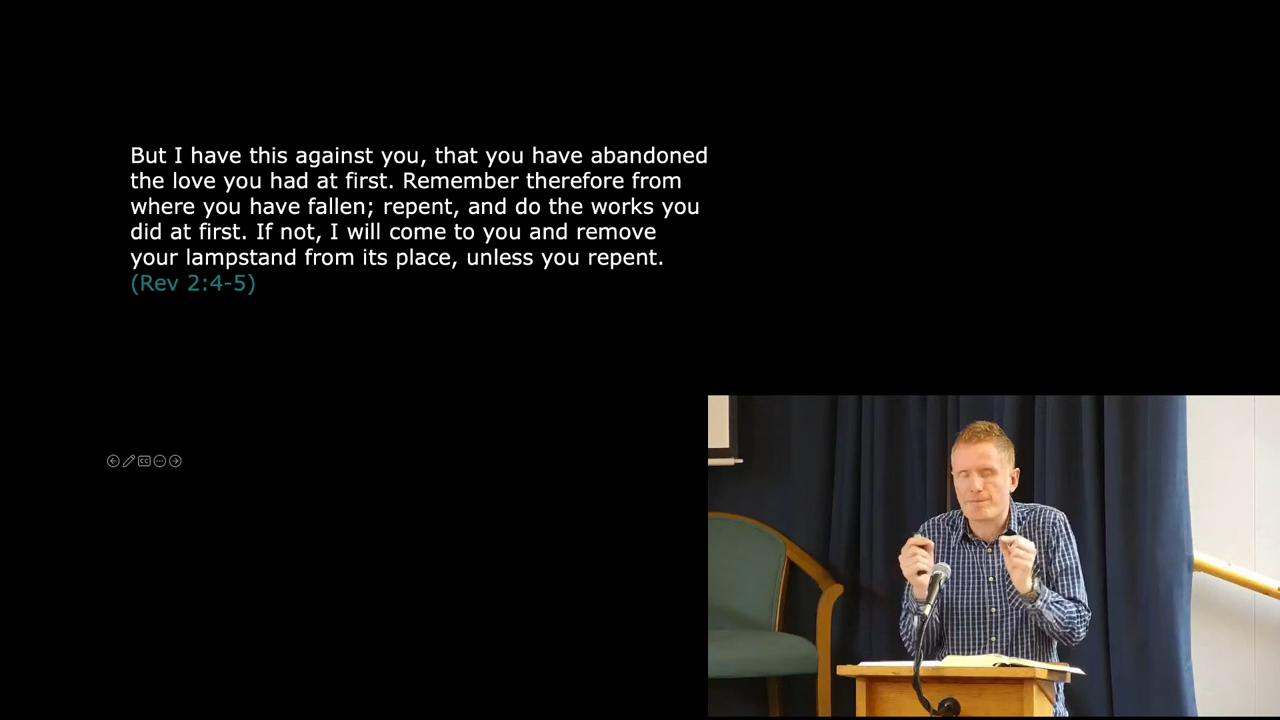 But I have this against you, that you have abandoned
the love you had at first. Remember therefore from
where you have fallen; repent, and do the works you
did at first. If not, I will come to you and remove
your lampstand from its place, unless you repent.
(Rev 2:4-5)
CC